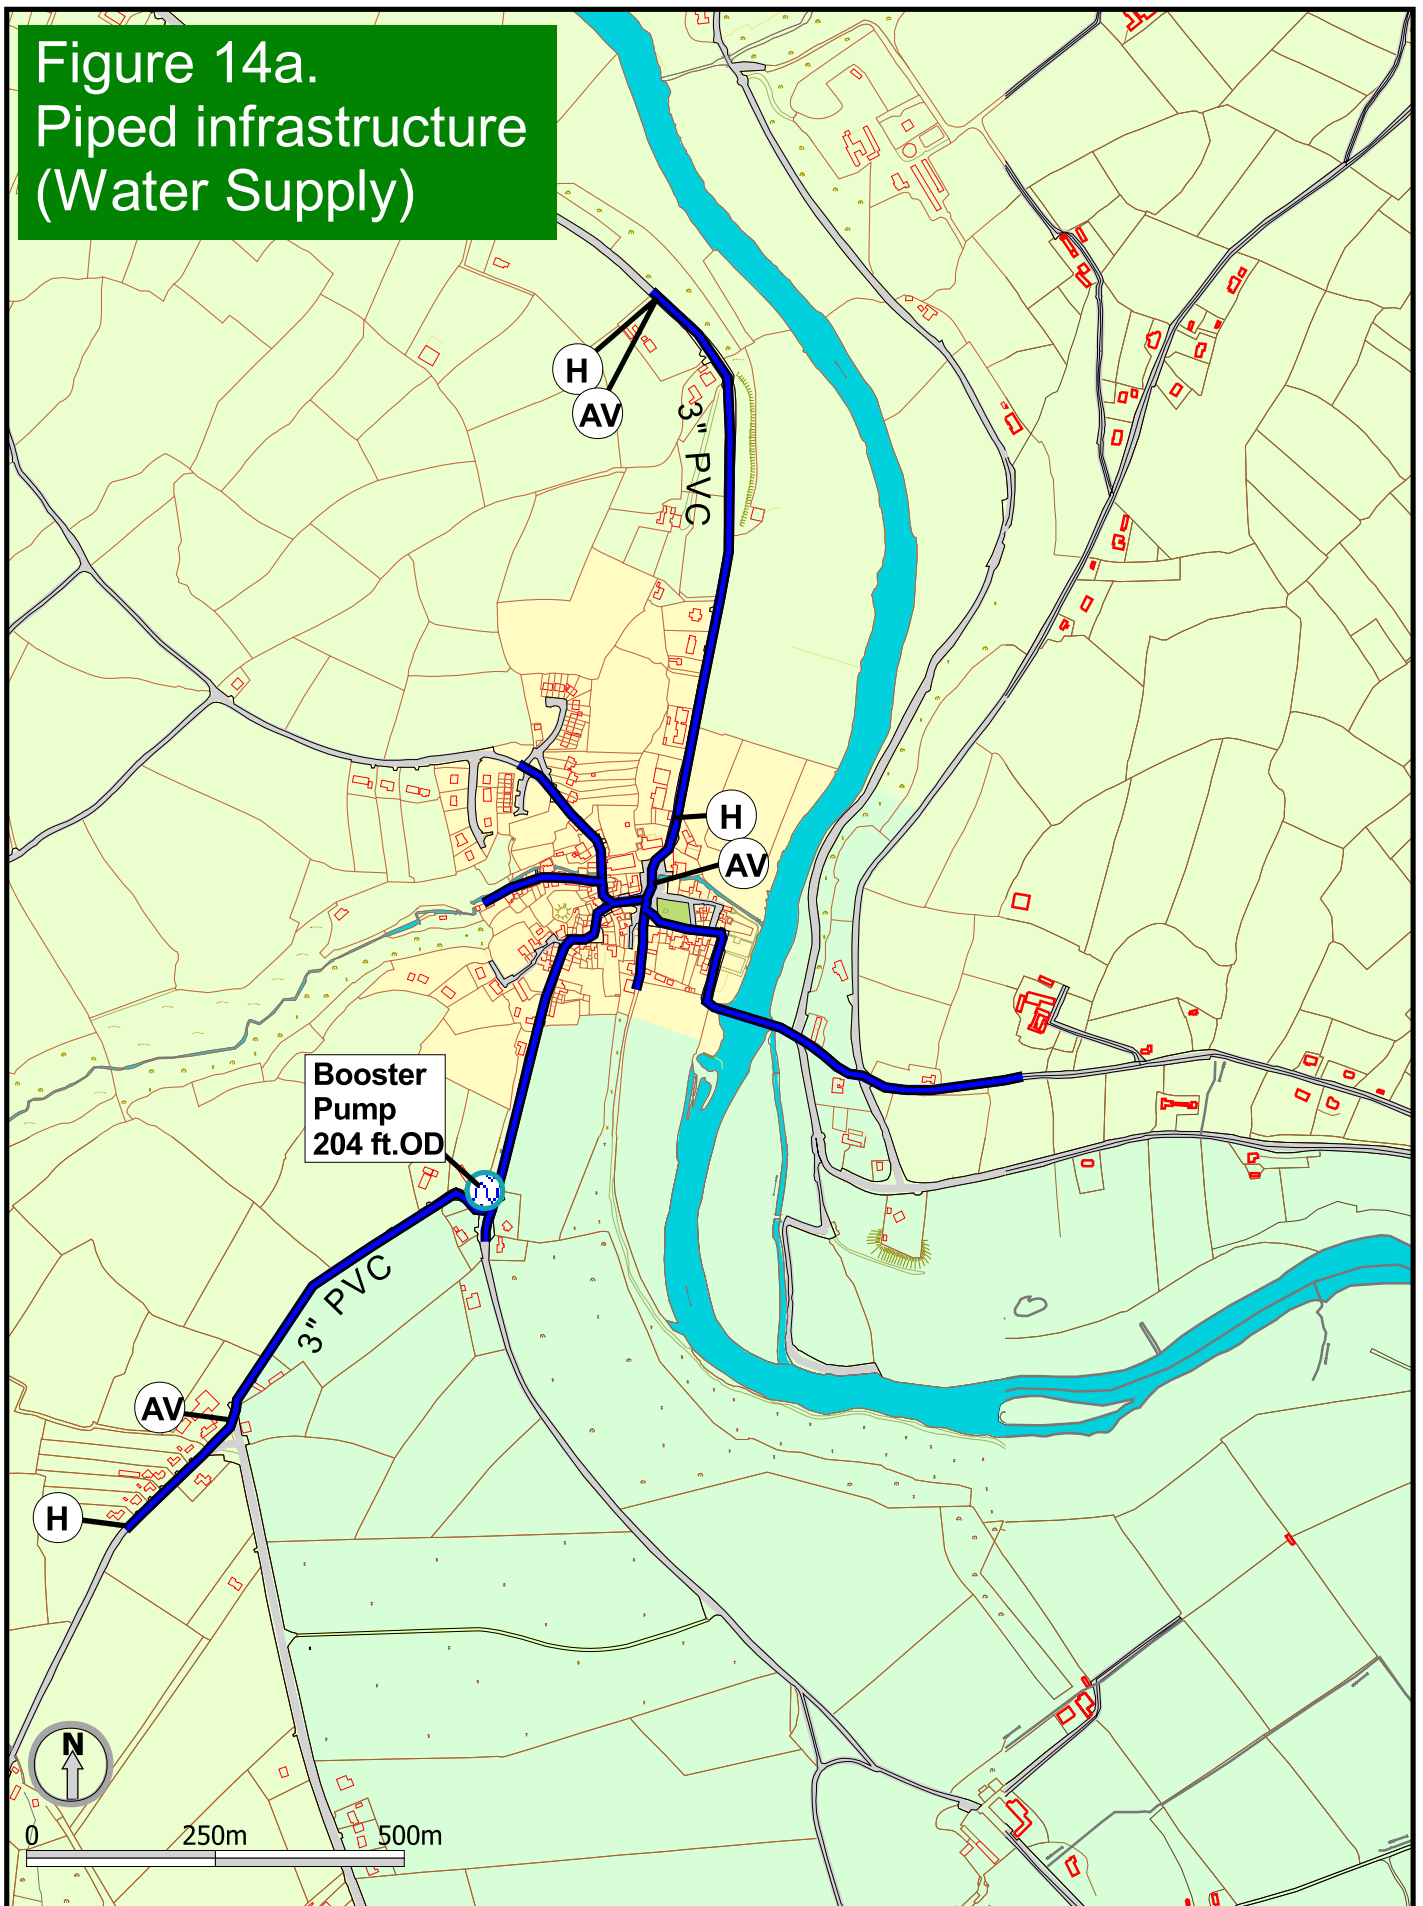 Figure 14a.
Piped infrastructure
(Water Supply)
H
AV
3" PVC
H
AV
Booster
Pump
204 ft.OD
3" PVC
AV
H
N
0 250m 500m